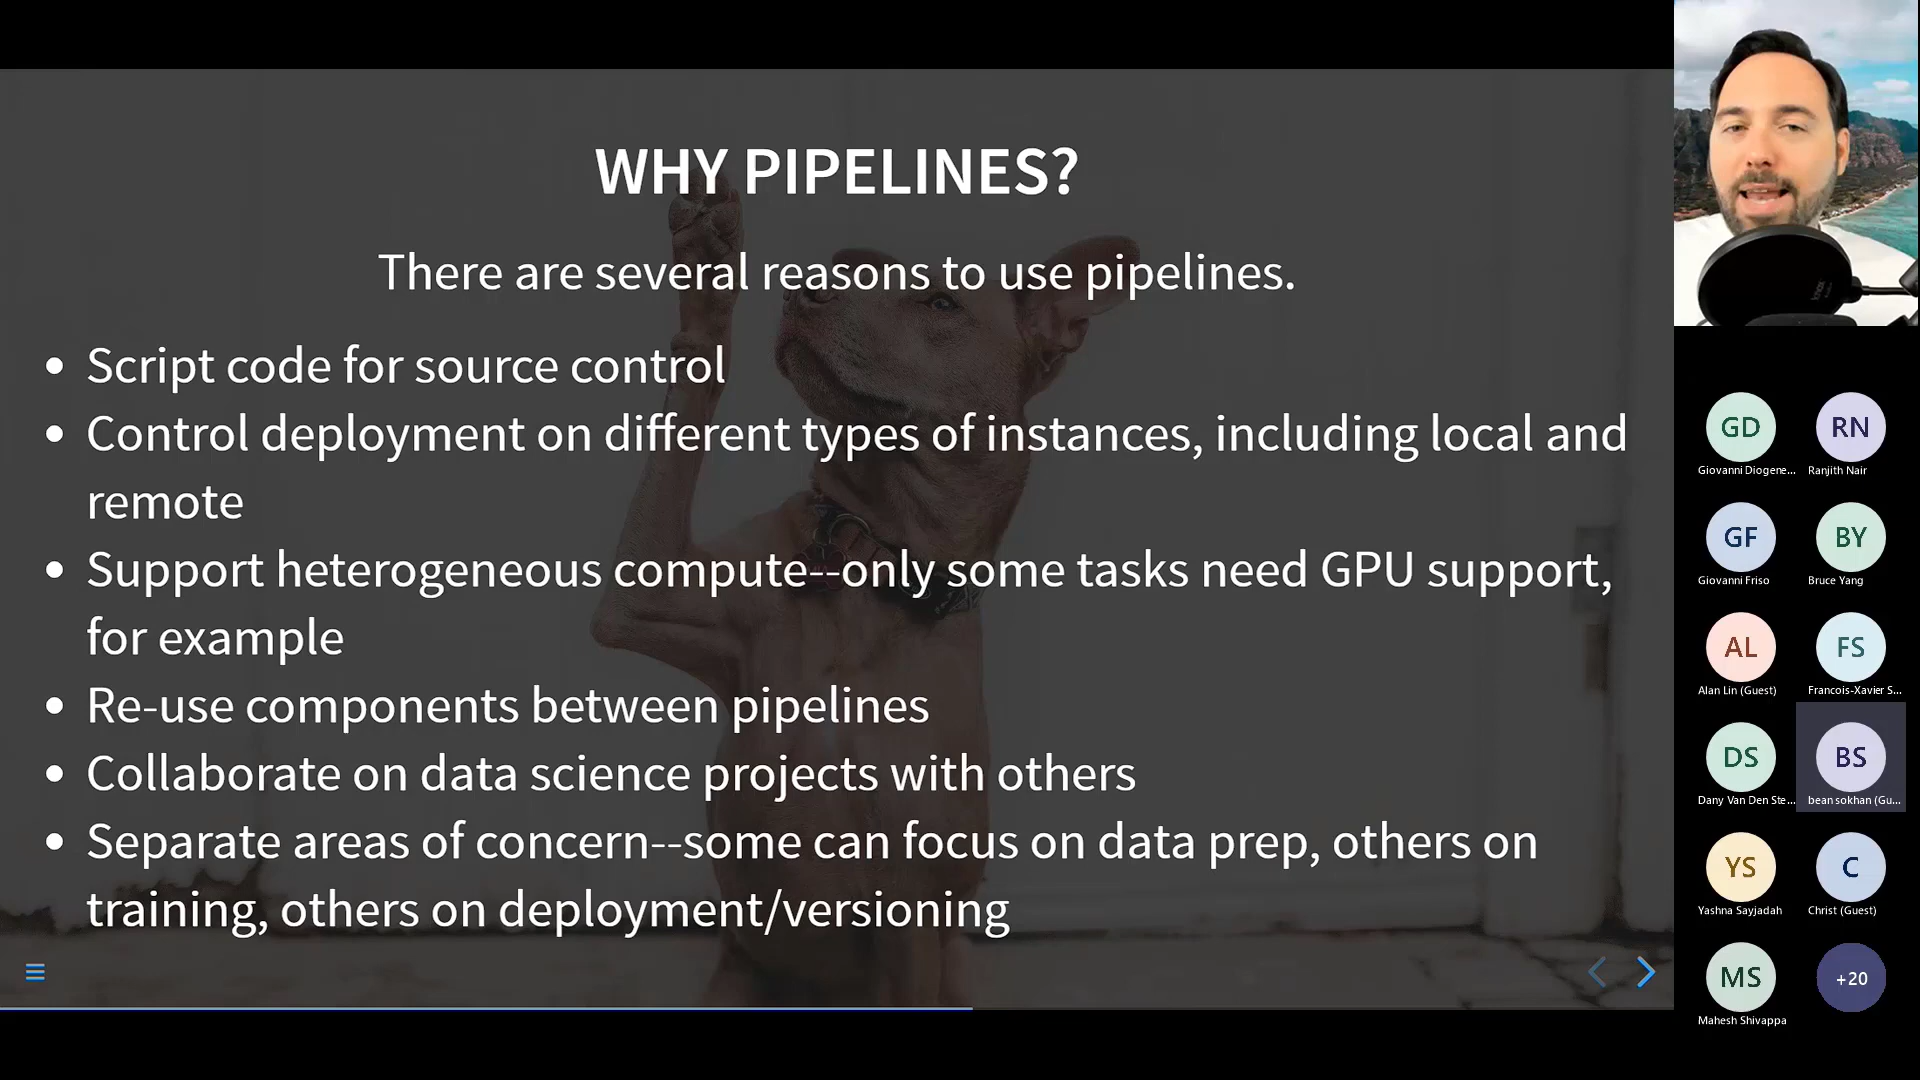 WHY PIPELINES?
There are several reasons to use pipelines.
• Script code for source control
• Control deployment on different types of instances, including local and
remote
• Support heterogeneous compute--only some tasks need GPU support,
for example
• Re-use components between pipelines
• Collaborate on data science projects with others
• Separate areas of concern--some can focus on data prep, others on
training, others on deployment/versioning
GD
Giovanni Diogene...
RN
Ranjith Nair
GF
Giovanni Friso
BY
Bruce Yang
AL
Alan Lin (Guest)
FS
Francois-Xavier S...
DS
Dany Van Den Ste...
BS
bean sokhan (Gu...
YS
Yashna Sayjadah
C
Christ (Guest)
MS
Mahesh Shivappa
+20